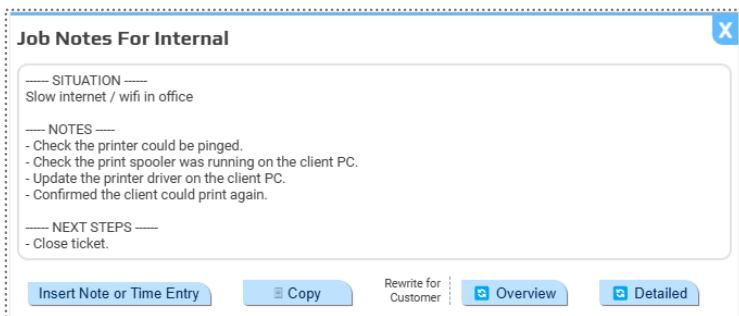 Job Notes For Internal
X
------ SITUATION ------
Slow internet / wifi in office
----- NOTES -----
- Check the printer could be pinged.
- Check the print spooler was running on the client PC.
- Update the printer driver on the client PC.
- Confirmed the client could print again.
------ NEXT STEPS ------
- Close ticket.
Insert Note or Time Entry
Copy
Rewrite for
Customer
Overview
Detailed